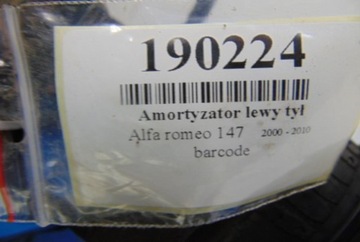 190224
Amortyzator lewy tył
Alfa romeo 147 2000 - 2010
barcode